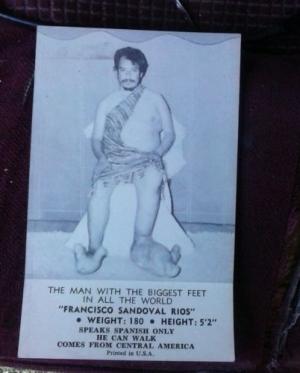 THE MAN WITH THE BIGGEST FEET
IN ALL THE WORLD
"FRANCISCO SANDOVAL RIOS"
• WEIGHT: 180 • HEIGHT: 5'2"
SPEAKS SPANISH ONLY
HE CAN WALK
COMES FROM CENTRAL AMERICA
Printed in U.S.A.